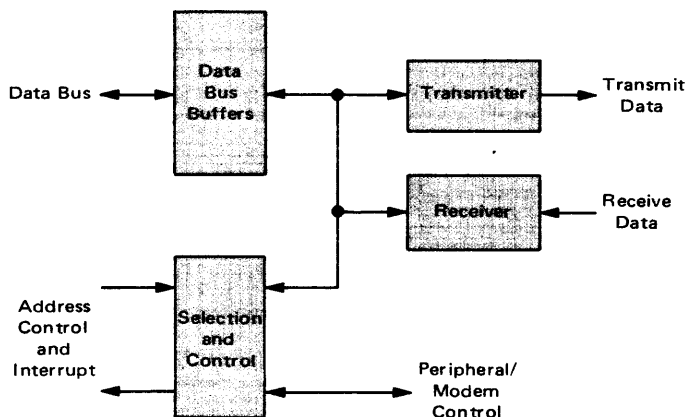 Data Bus
Data
Bus
Buffers
Transmitter
Transmit
Data
Receiver
Receive
Data
Address
Control
and
Interrupt
Selection
and
Control
Peripheral/
Modem
Control